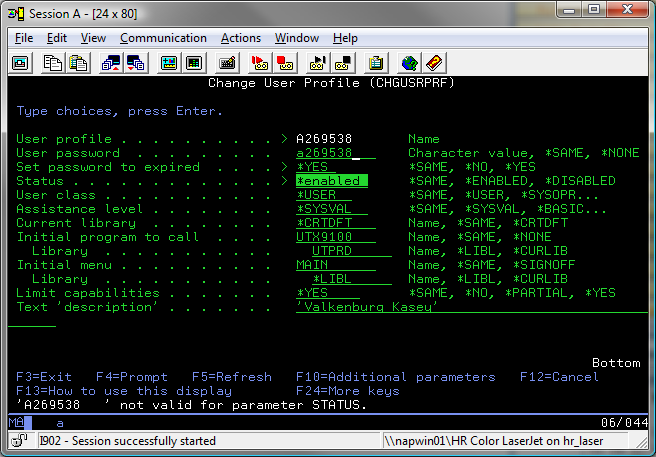 Session A - [24 x 80]
File Edit View Communication Actions Window Help
Change User Profile (CHGUSRPRF)
Type choices, press Enter.
User profile . . . . . . . . . . > A269538 Name
User password . . . . . . . . . a269538 Character value, *SAME, *NONE
Set password to expired . . . . > *YES *SAME, *NO, *YES
Status . . . . . . . . . . . . . > *enabled *SAME, *ENABLED, *DISABLED
User class . . . . . . . . . . . *USER *SAME, *USER, *SYSOPR...
Assistance level . . . . . . . . *SYSVAL *SAME, *SYSVAL, *BASIC...
Current library . . . . . . . . *CRTDFT Name, *SAME, *CRTDFT
Initial program to call . . . . UTX9100 Name, *SAME, *NONE
Library . . . . . . . . . . . UTPRD Name, *LIBL, *CURLIB
Initial menu . . . . . . . . . . MAIN Name, *SAME, *SIGNOFF
Library . . . . . . . . . . . *LIBL Name, *LIBL, *CURLIB
Limit capabilities . . . . . . . *YES *SAME, *NO, *PARTIAL, *YES
Text 'description' . . . . . . . 'Valkenburg Kasey'
Bottom
F3=Exit F4=Prompt F5=Refresh F10=Additional parameters F12=Cancel
F13=How to use this display F24=More keys
'A269538 ' not valid for parameter STATUS.
MA a 06/044
I902 - Session successfully started \\napwin01\HR Color LaserJet on hr_laser